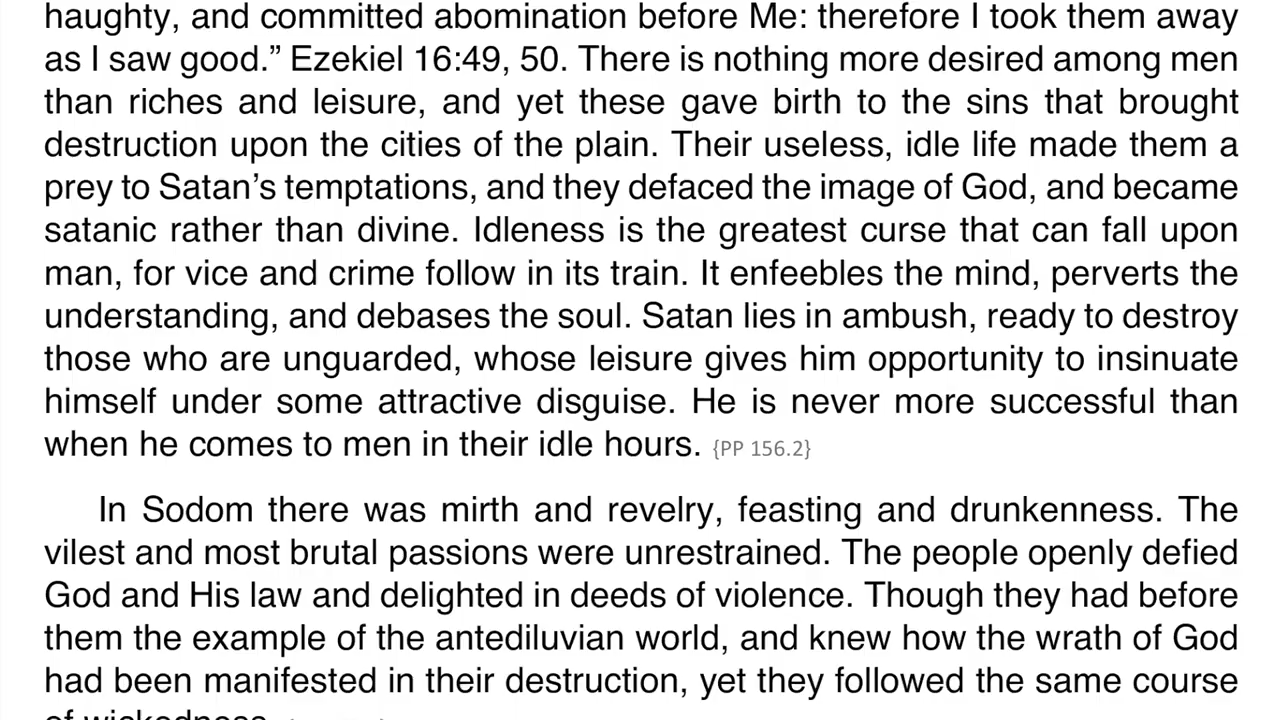 haughty, and committed abomination before Me: therefore I took them away
as I saw good.” Ezekiel 16:49, 50. There is nothing more desired among men
than riches and leisure, and yet these gave birth to the sins that brought
destruction upon the cities of the plain. Their useless, idle life made them a
prey to Satan’s temptations, and they defaced the image of God, and became
satanic rather than divine. Idleness is the greatest curse that can fall upon
man, for vice and crime follow in its train. It enfeebles the mind, perverts the
understanding, and debases the soul. Satan lies in ambush, ready to destroy
those who are unguarded, whose leisure gives him opportunity to insinuate
himself under some attractive disguise. He is never more successful than
when he comes to men in their idle hours. {PP 156.2}
In Sodom there was mirth and revelry, feasting and drunkenness. The
vilest and most brutal passions were unrestrained. The people openly defied
God and His law and delighted in deeds of violence. Though they had before
them the example of the antediluvian world, and knew how the wrath of God
had been manifested in their destruction, yet they followed the same course
of wickedness.